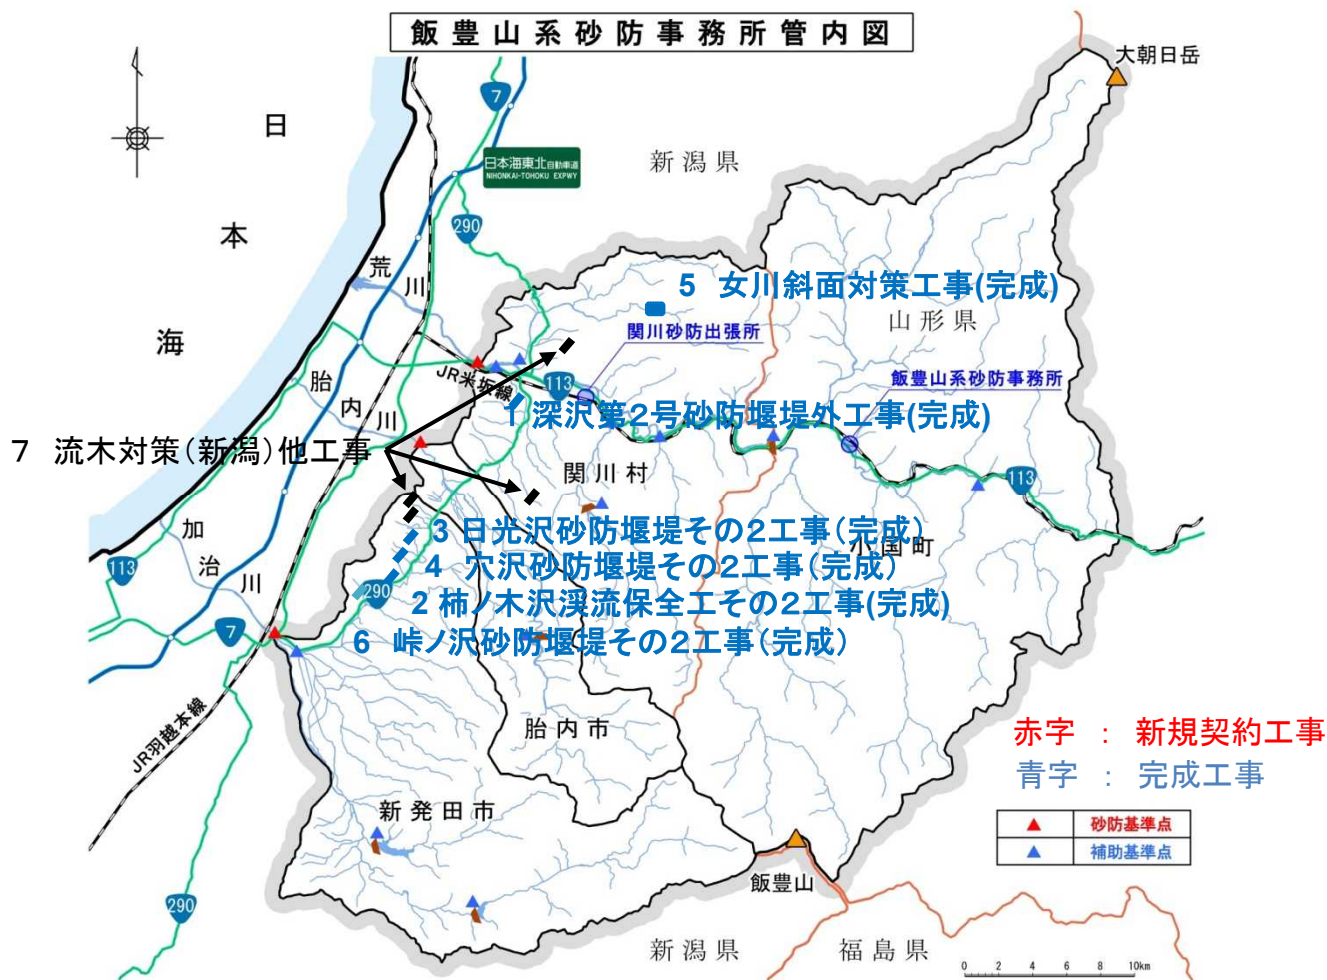 飯豊山系砂防事務所管内図
大朝日岳
7
日本海東北自動車道
NIHONKAI-TOHOKU EXPWY
新潟県
290
日本海
荒川
5 女川斜面対策工事(完成)
山形県
関川砂防出張所
飯豊山系砂防事務所
JR米坂線
113
胎内川
1 深沢第2号砂防堰堤外工事(完成)
7 流木対策(新潟)他工事
関川村
113
3 日光沢砂防堰堤その2工事(完成)
小国町
加治川
4 穴沢砂防堰堤その2工事(完成)
113
290
2 柿ノ木沢渓流保全工その2工事(完成)
7
6 峠ノ沢砂防堰堤その2工事(完成)
JR羽越本線
胎内市
赤字 : 新規契約工事
青字 : 完成工事
新発田市
砂防基準点
補助基準点
飯豊山
290
新潟県
福島県
0 2 4 6 8 10km